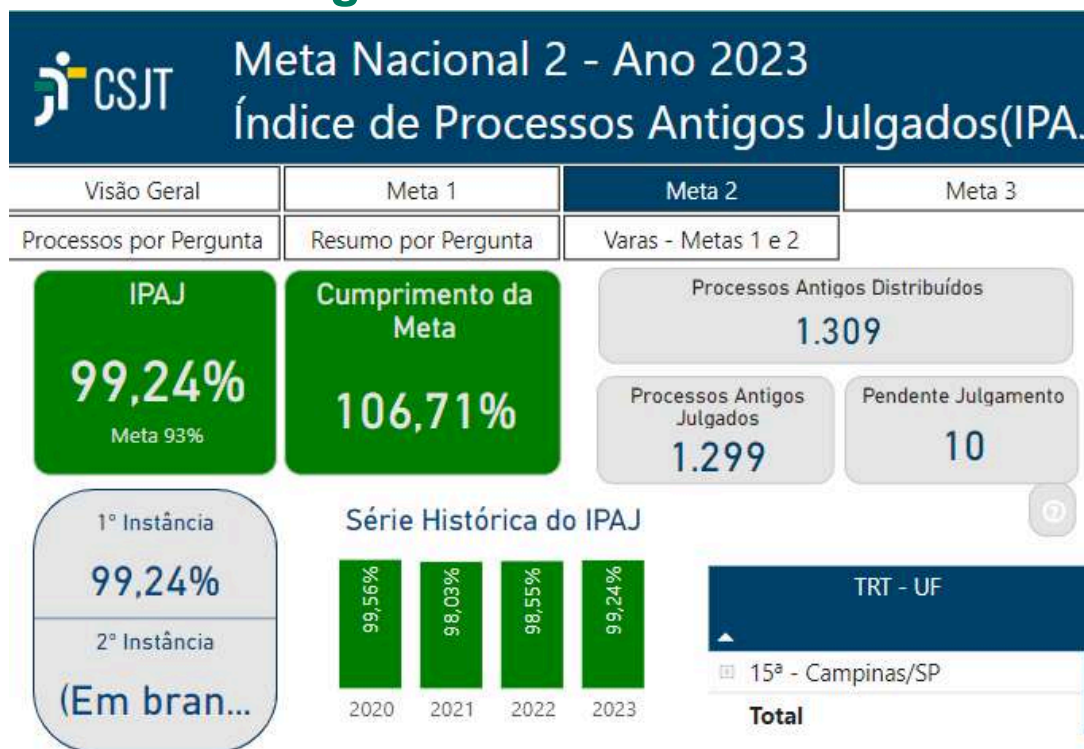 CSJT
Meta Nacional 2 - Ano 2023
Índice de Processos Antigos Julgados(IPA
Visão Geral
Meta 1
Meta 2
Meta 3
Processos por Pergunta
Resumo por Pergunta
Varas - Metas 1 e 2
IPAJ
99,24%
Meta 93%
Cumprimento da
Meta
106,71%
Processos Antigos Distribuídos
1.309
Processos Antigos
Julgados
1.299
Pendente Julgamento
10
1° Instância
99,24%
2° Instância
(Em bran...
Série Histórica do IPAJ
99,56%
98,03%
98,55%
99,24%
2020
2021
2022
2023
TRT - UF
15ª - Campinas/SP
Total